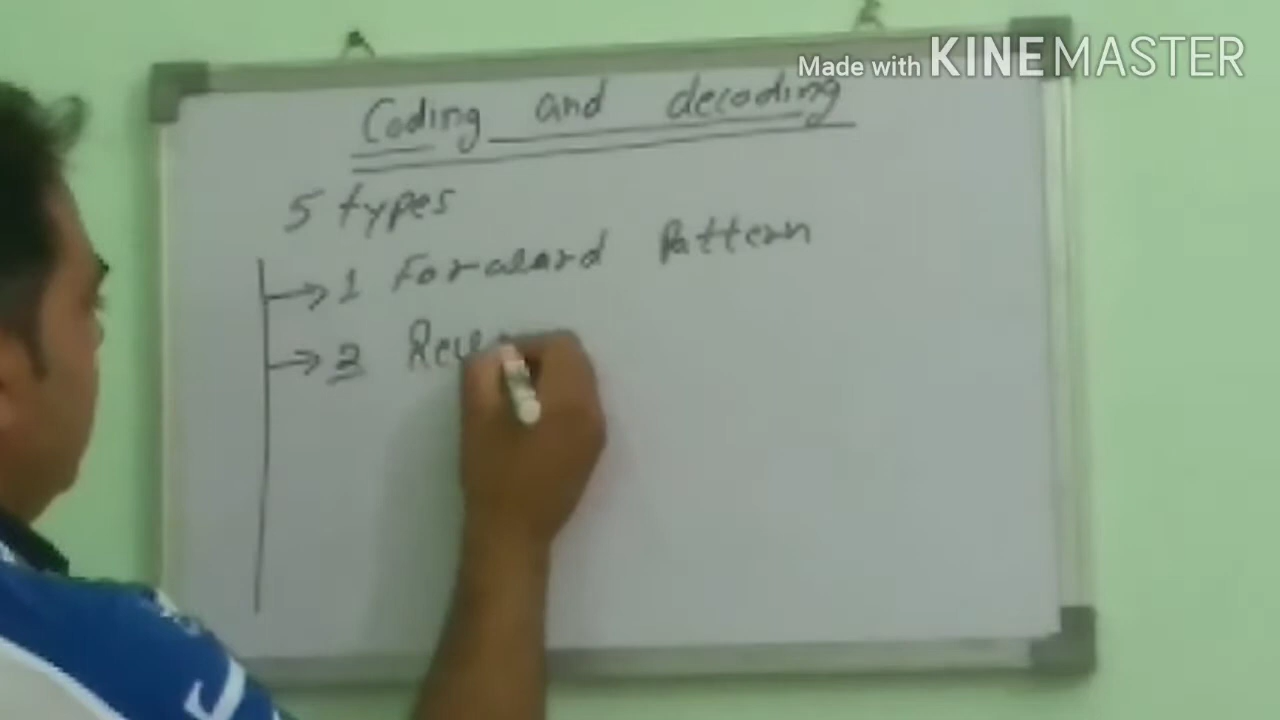 Made with KINEMASTER
Coding and decoding
5 types
→ 1 Forward Pattern
→ 2